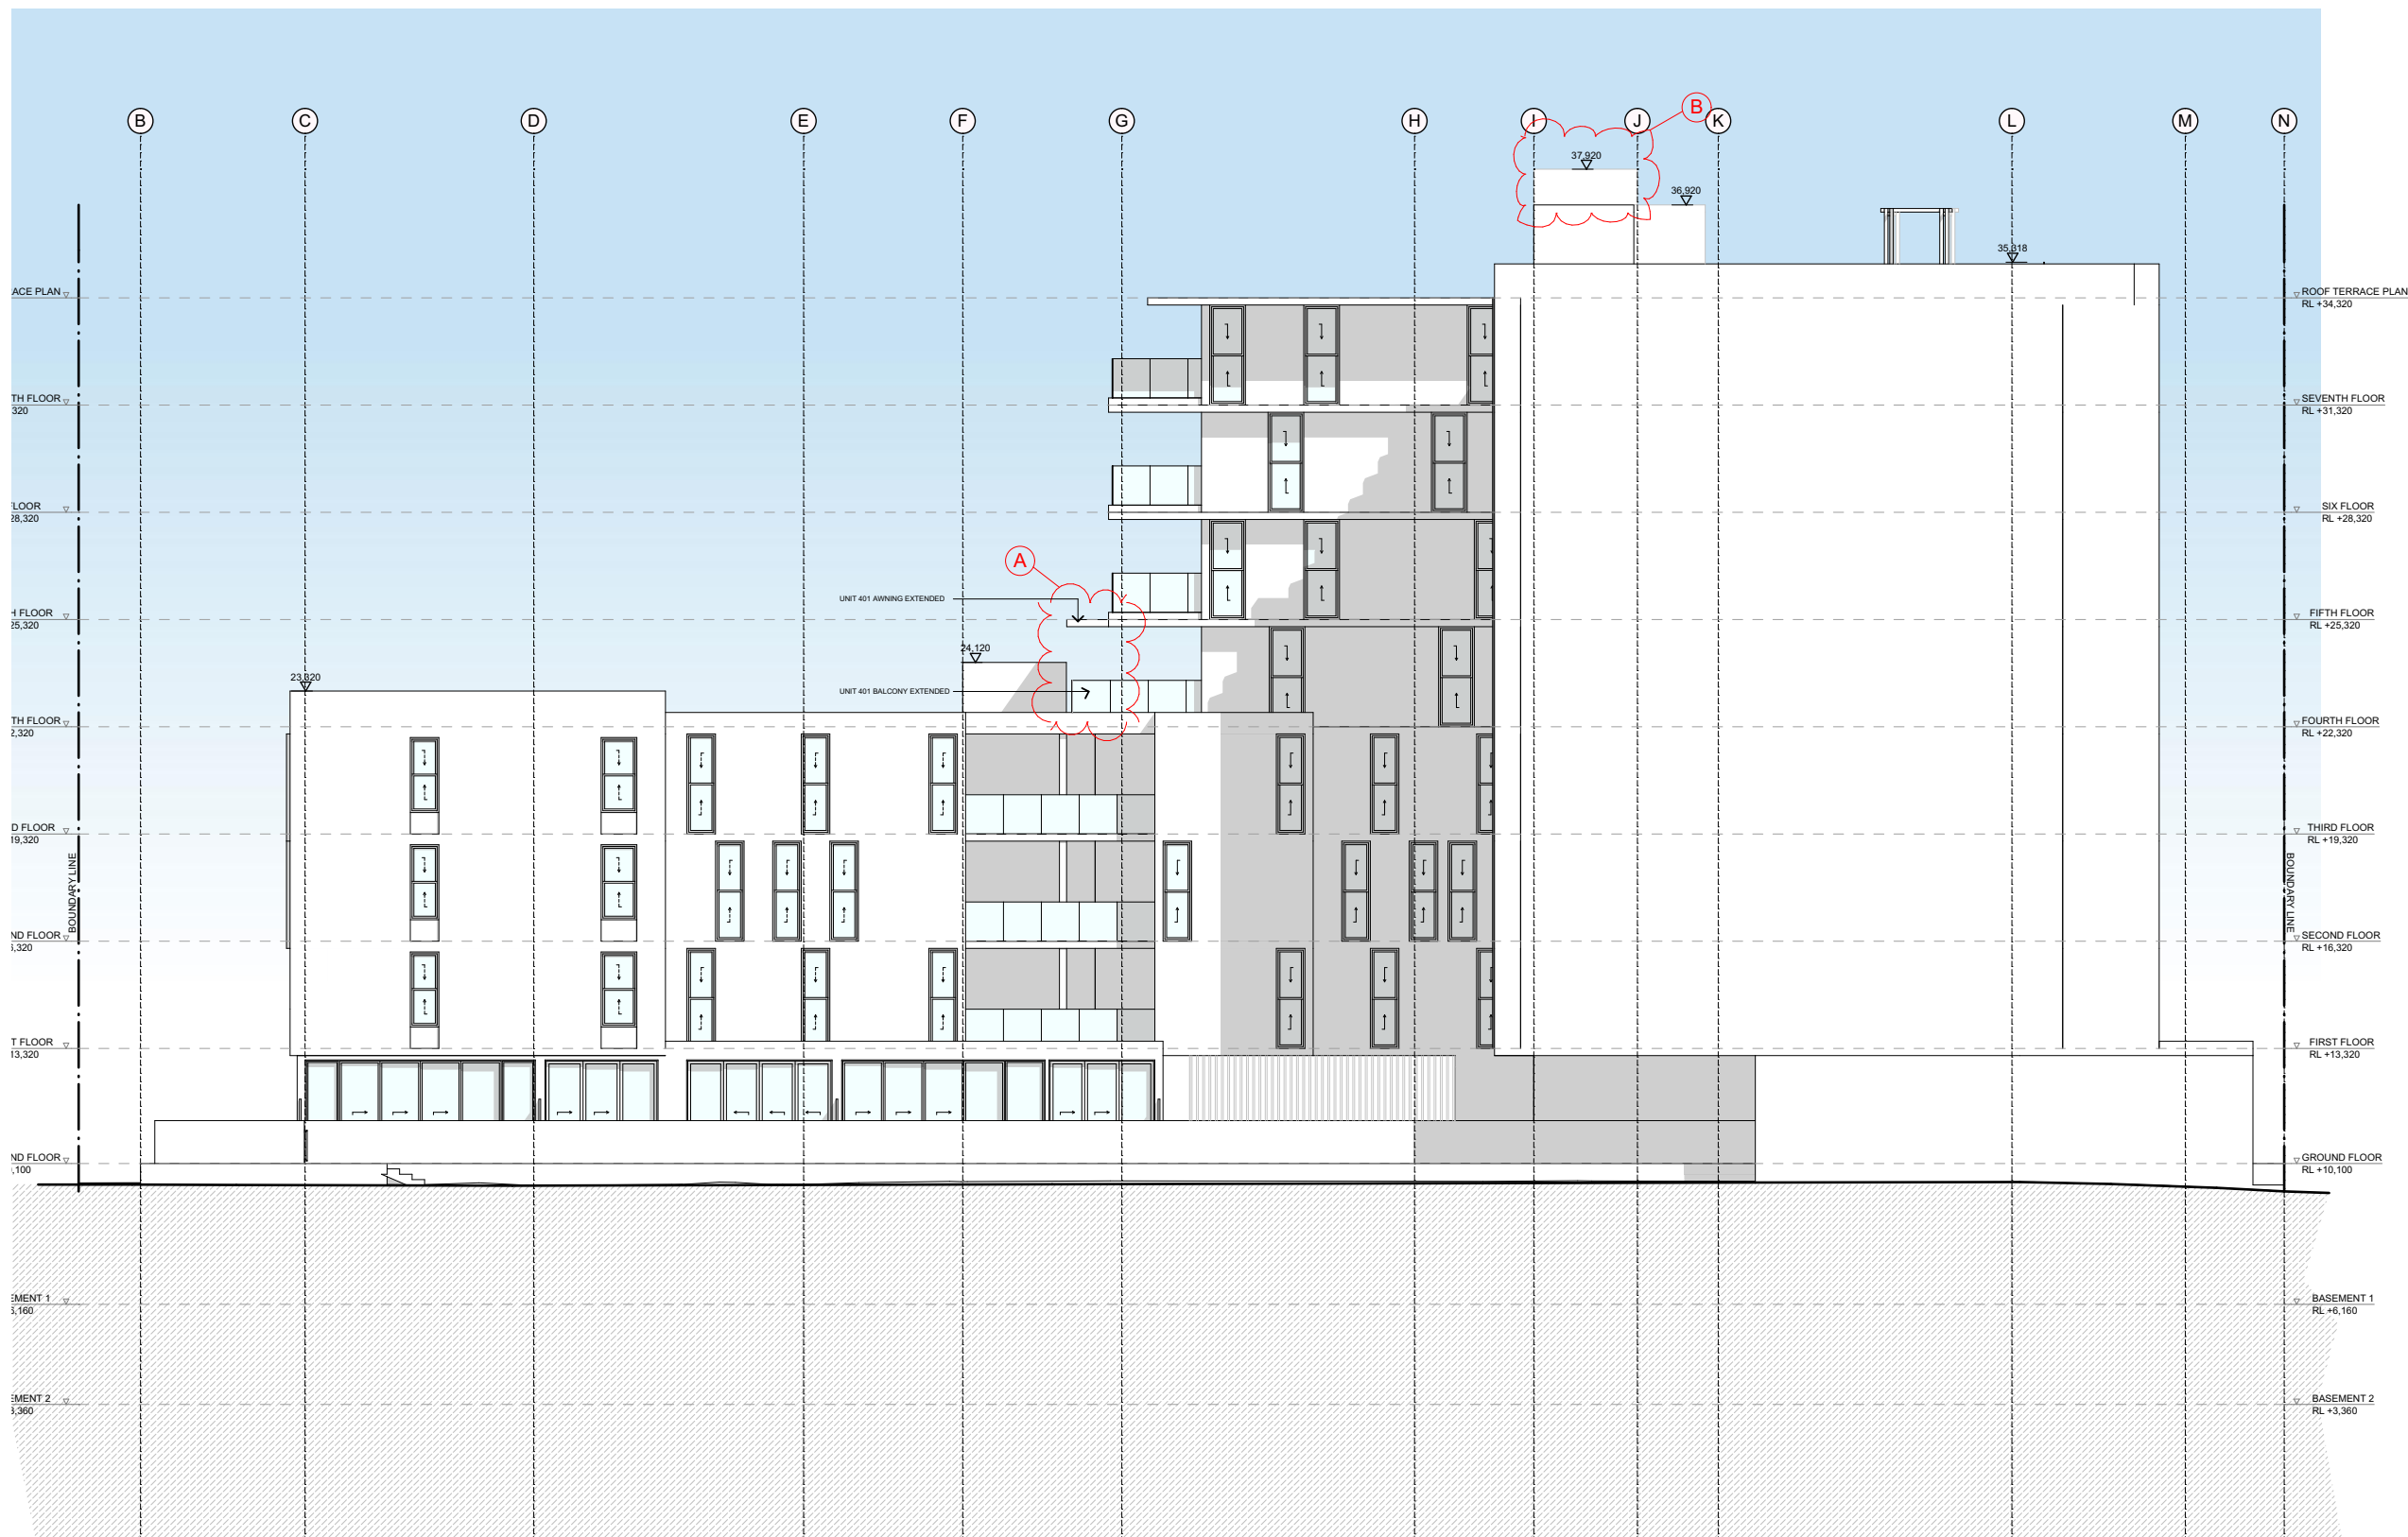 B
B C D E F G H I J K L M N
37,920
36,920
35,318
ACE PLAN
ROOF TERRACE PLAN
RL +34,320
TH FLOOR
320
SEVENTH FLOOR
RL +31,320
FLOOR
28,320
SIX FLOOR
RL +28,320
A
UNIT 401 AWNING EXTENDED
H FLOOR
25,320
FIFTH FLOOR
RL +25,320
24,120
23,820
UNIT 401 BALCONY EXTENDED
TH FLOOR
2,320
FOURTH FLOOR
RL +22,320
D FLOOR
19,320
THIRD FLOOR
RL +19,320
BOUNDARY LINE
BOUNDARY LINE
ND FLOOR
6,320
SECOND FLOOR
RL +16,320
T FLOOR
13,320
FIRST FLOOR
RL +13,320
ND FLOOR
,100
GROUND FLOOR
RL +10,100
EMENT 1
6,160
BASEMENT 1
RL +6,160
EMENT 2
3,360
BASEMENT 2
RL +3,360